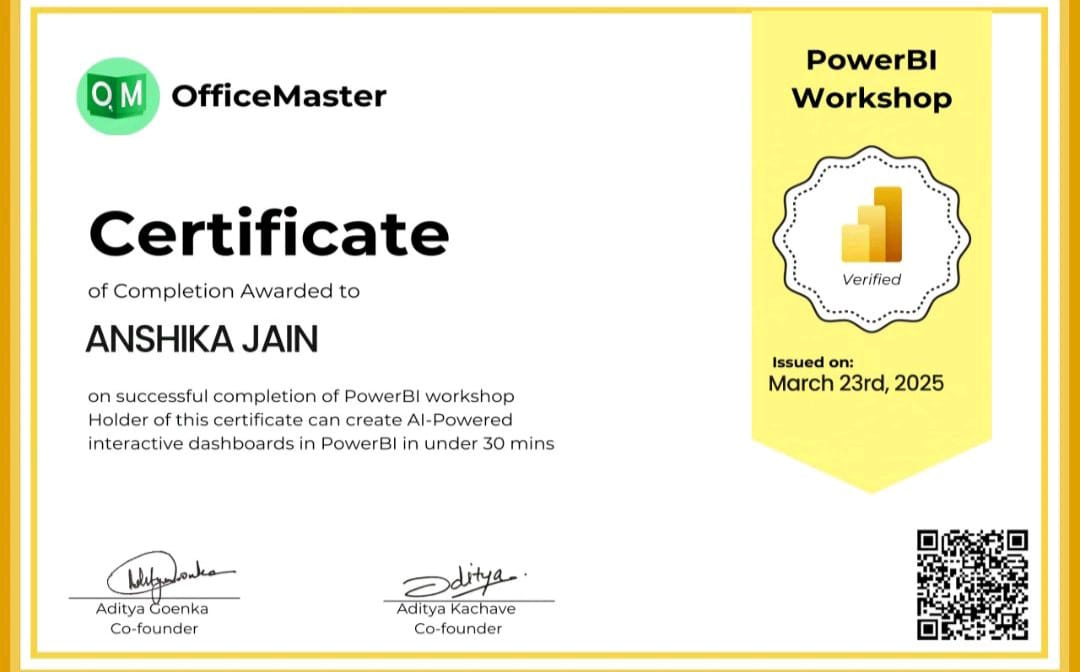 OM OfficeMaster
Certificate
of Completion Awarded to
ANSHIKA JAIN
on successful completion of PowerBI workshop
Holder of this certificate can create AI-Powered
interactive dashboards in PowerBI in under 30 mins
PowerBI
Workshop
Verified
Issued on:
March 23rd, 2025
Aditya Goenka
Co-founder
Aditya
Aditya Kachave
Co-founder